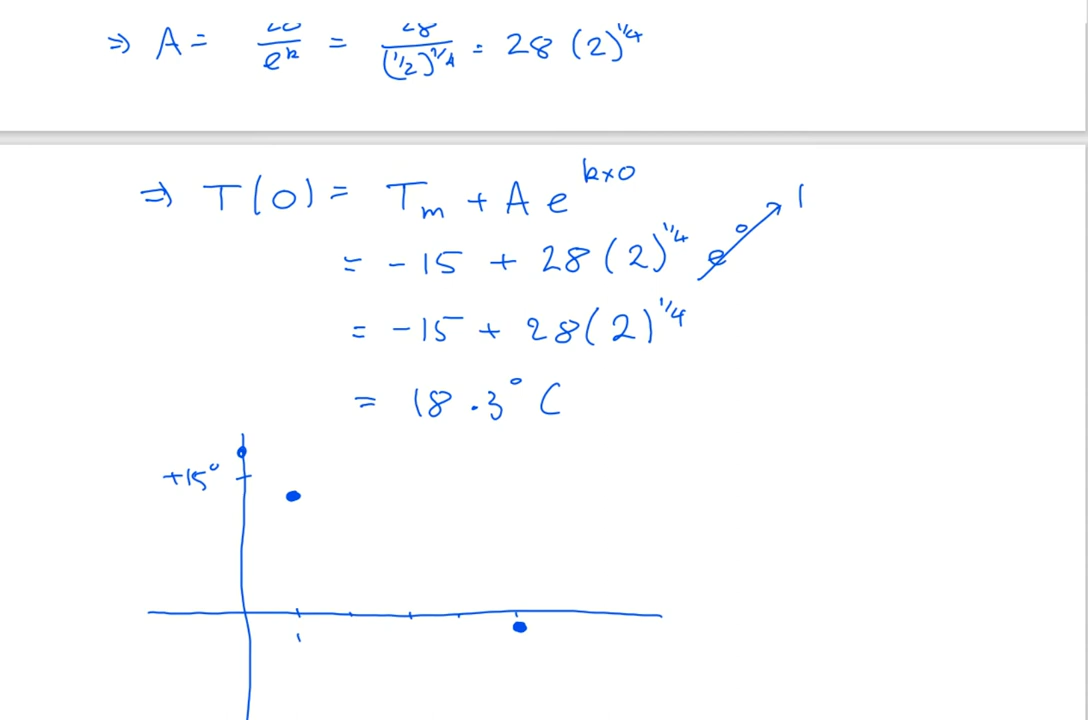 ⇒ A = 28/e^k = 28/(1/2)^1/4 = 28 (2)^1/4
⇒ T(0) = Tm + A e^k×0
= -15 + 28 (2)^1/4 e^0 1
= -15 + 28 (2)^1/4
= 18.3° C
+15°
1